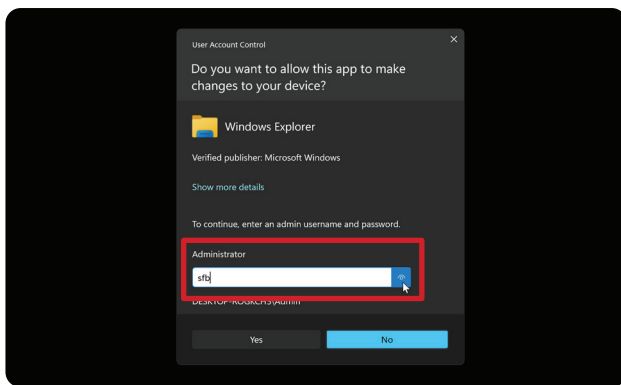 User Account Control
Do you want to allow this app to make
changes to your device?
Windows Explorer
Verified publisher: Microsoft Windows
Show more details
To continue, enter an admin username and password.
Administrator
sfb
Yes
No